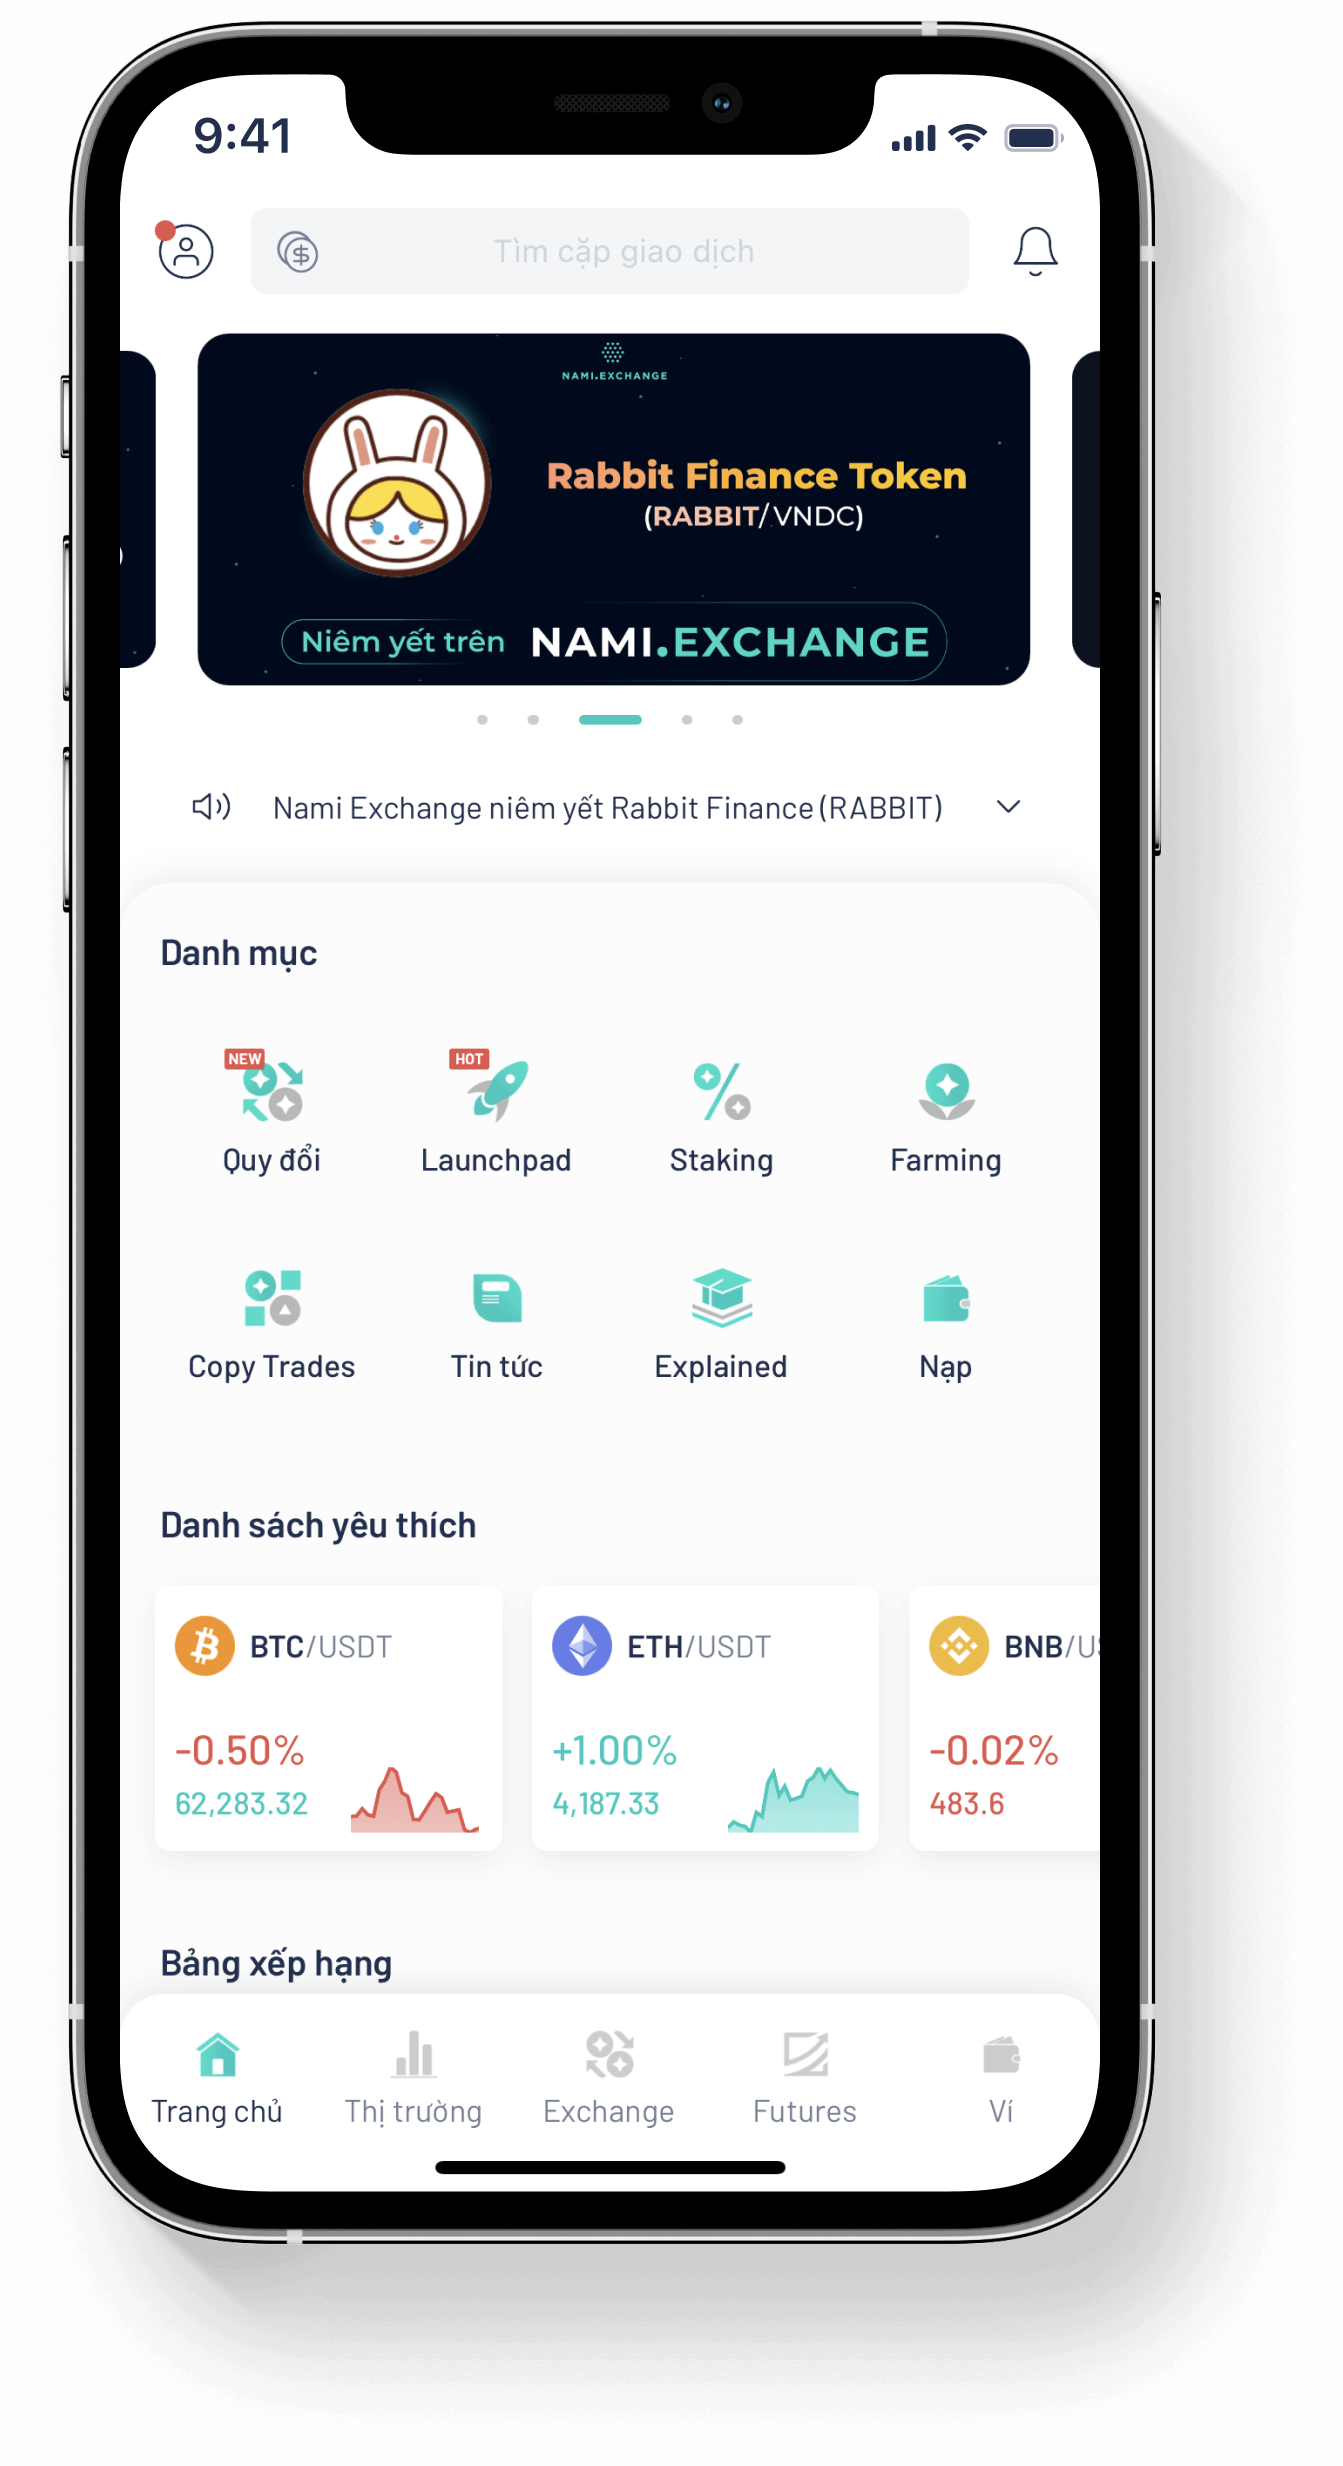 9:41
Tìm cặp giao dịch
NAMI.EXCHANGE
Rabbit Finance Token
(RABBIT/VNDC)
Niêm yết trên NAMI.EXCHANGE
Nami Exchange niêm yết Rabbit Finance (RABBIT)
Danh mục
NEW HOT
Quy đổi Launchpad Staking Farming
Copy Trades Tin tức Explained Nạp
Danh sách yêu thích
BTC/USDT ETH/USDT BNB/
-0.50% +1.00% -0.02%
62,283.32 4,187.33 483.6
Bảng xếp hạng
Trang chủ Thị trường Exchange Futures Ví